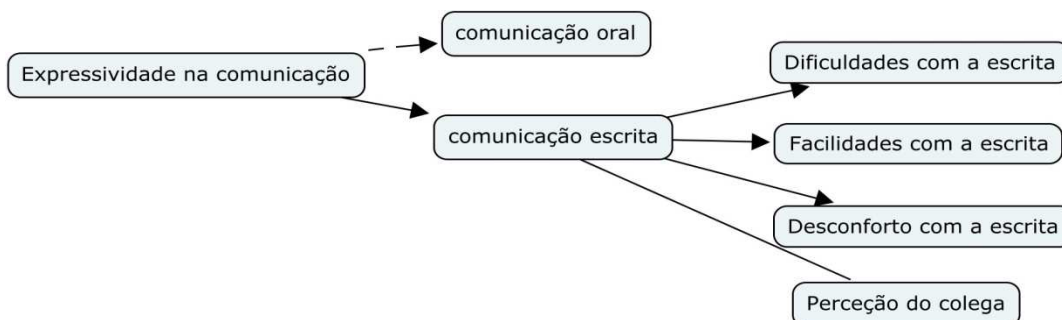 comunicação oral
Expressividade na comunicação
Dificuldades com a escrita
comunicação escrita
Facilidades com a escrita
Desconforto com a escrita
Perceção do colega